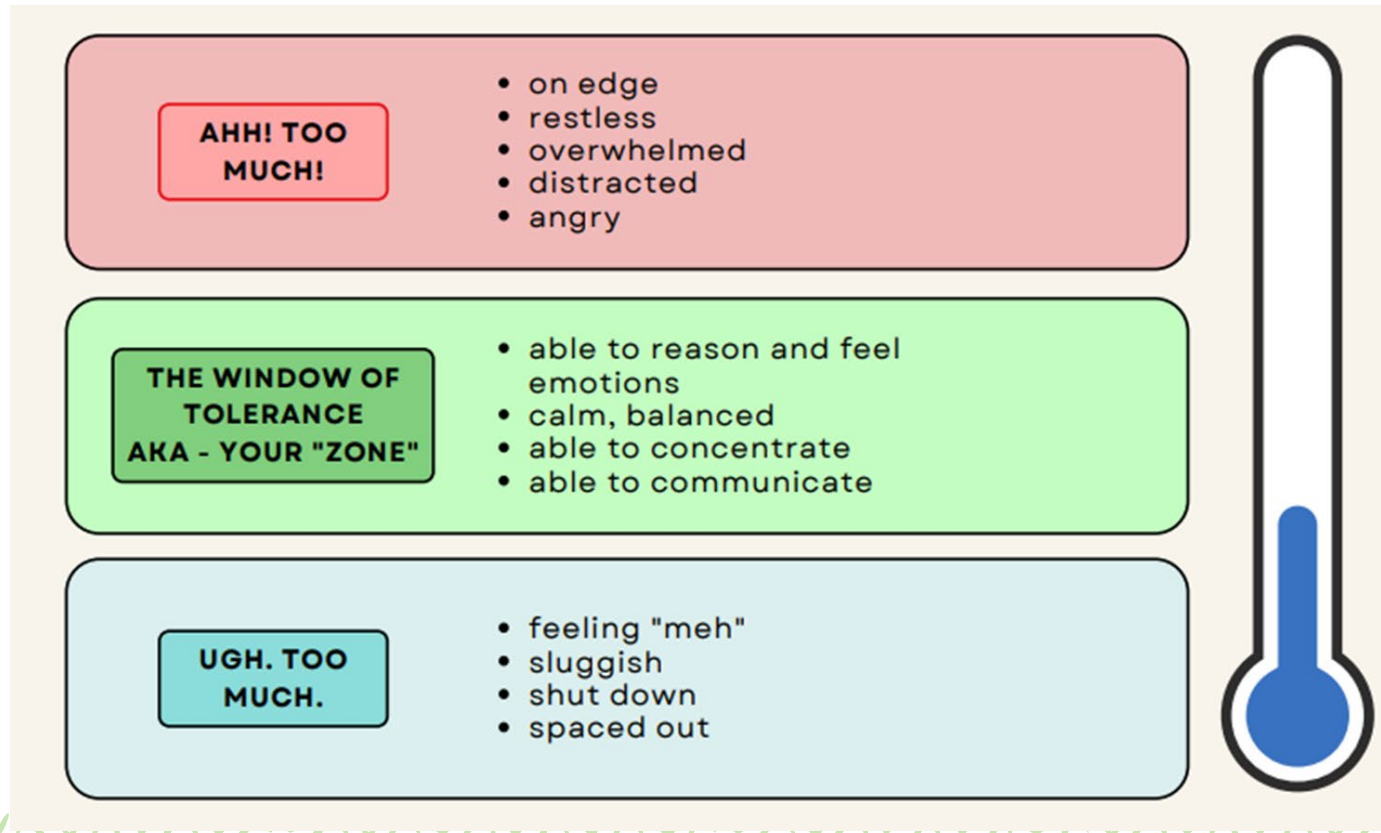 AHH! TOO
MUCH!
• on edge
• restless
• overwhelmed
• distracted
• angry
THE WINDOW OF
TOLERANCE
AKA - YOUR "ZONE"
• able to reason and feel
emotions
• calm, balanced
• able to concentrate
• able to communicate
UGH. TOO
MUCH.
• feeling "meh"
• sluggish
• shut down
• spaced out